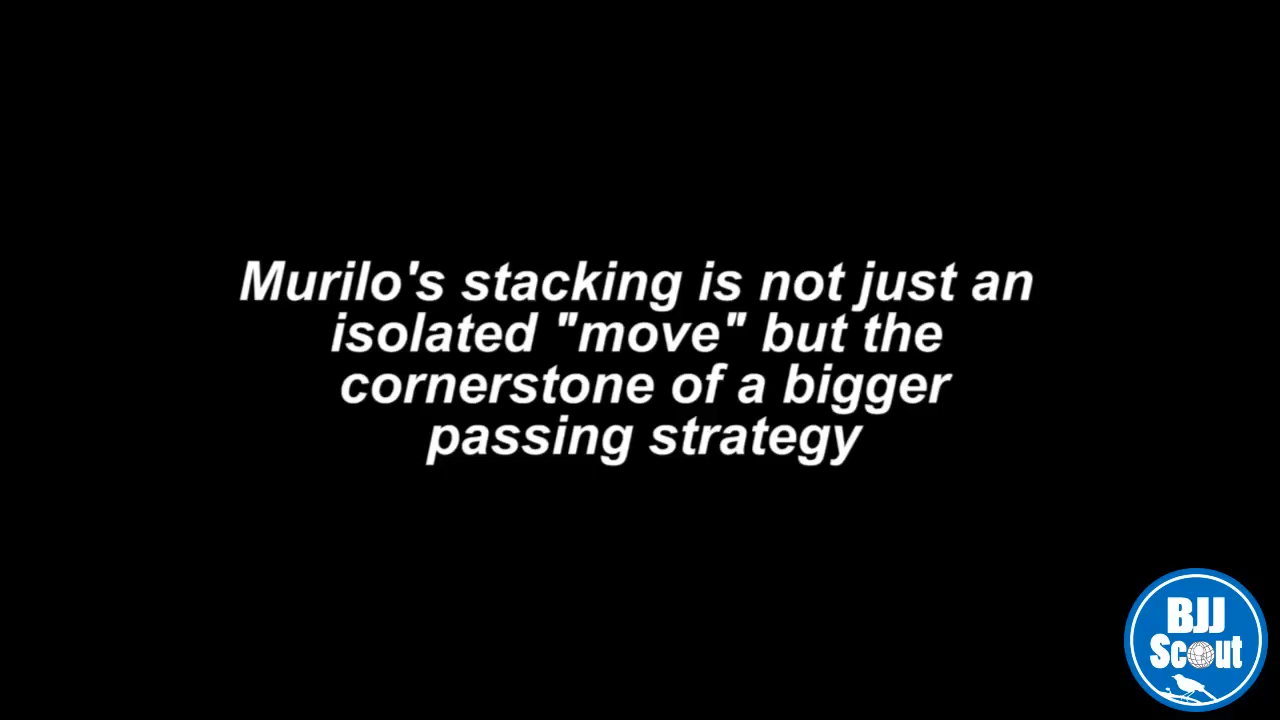 Murilo's stacking is not just an
isolated "move" but the
cornerstone of a bigger
passing strategy
BJJ
Scout